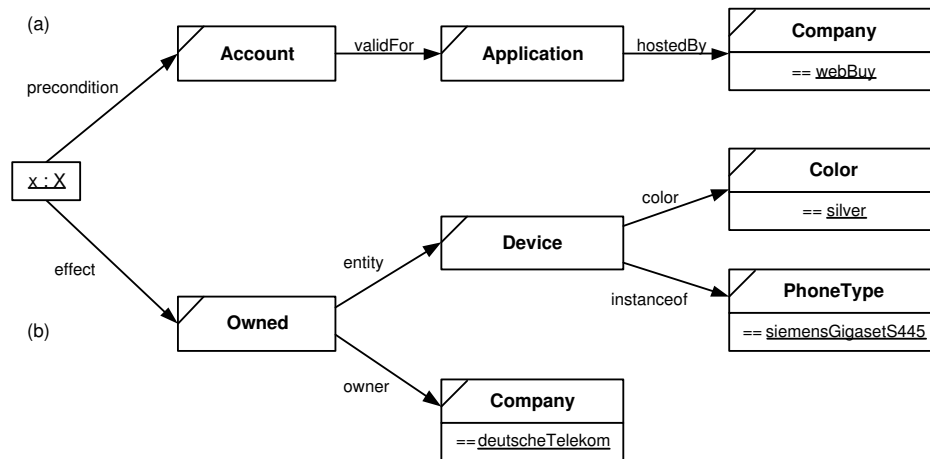 (a)
Account
validFor
Application
hostedBy
Company
== webBuy
precondition
x : X
effect
Color
== silver
color
Device
entity
instanceof
PhoneType
== siemensGigasetS445
Owned
(b)
owner
Company
== deutscheTelekom